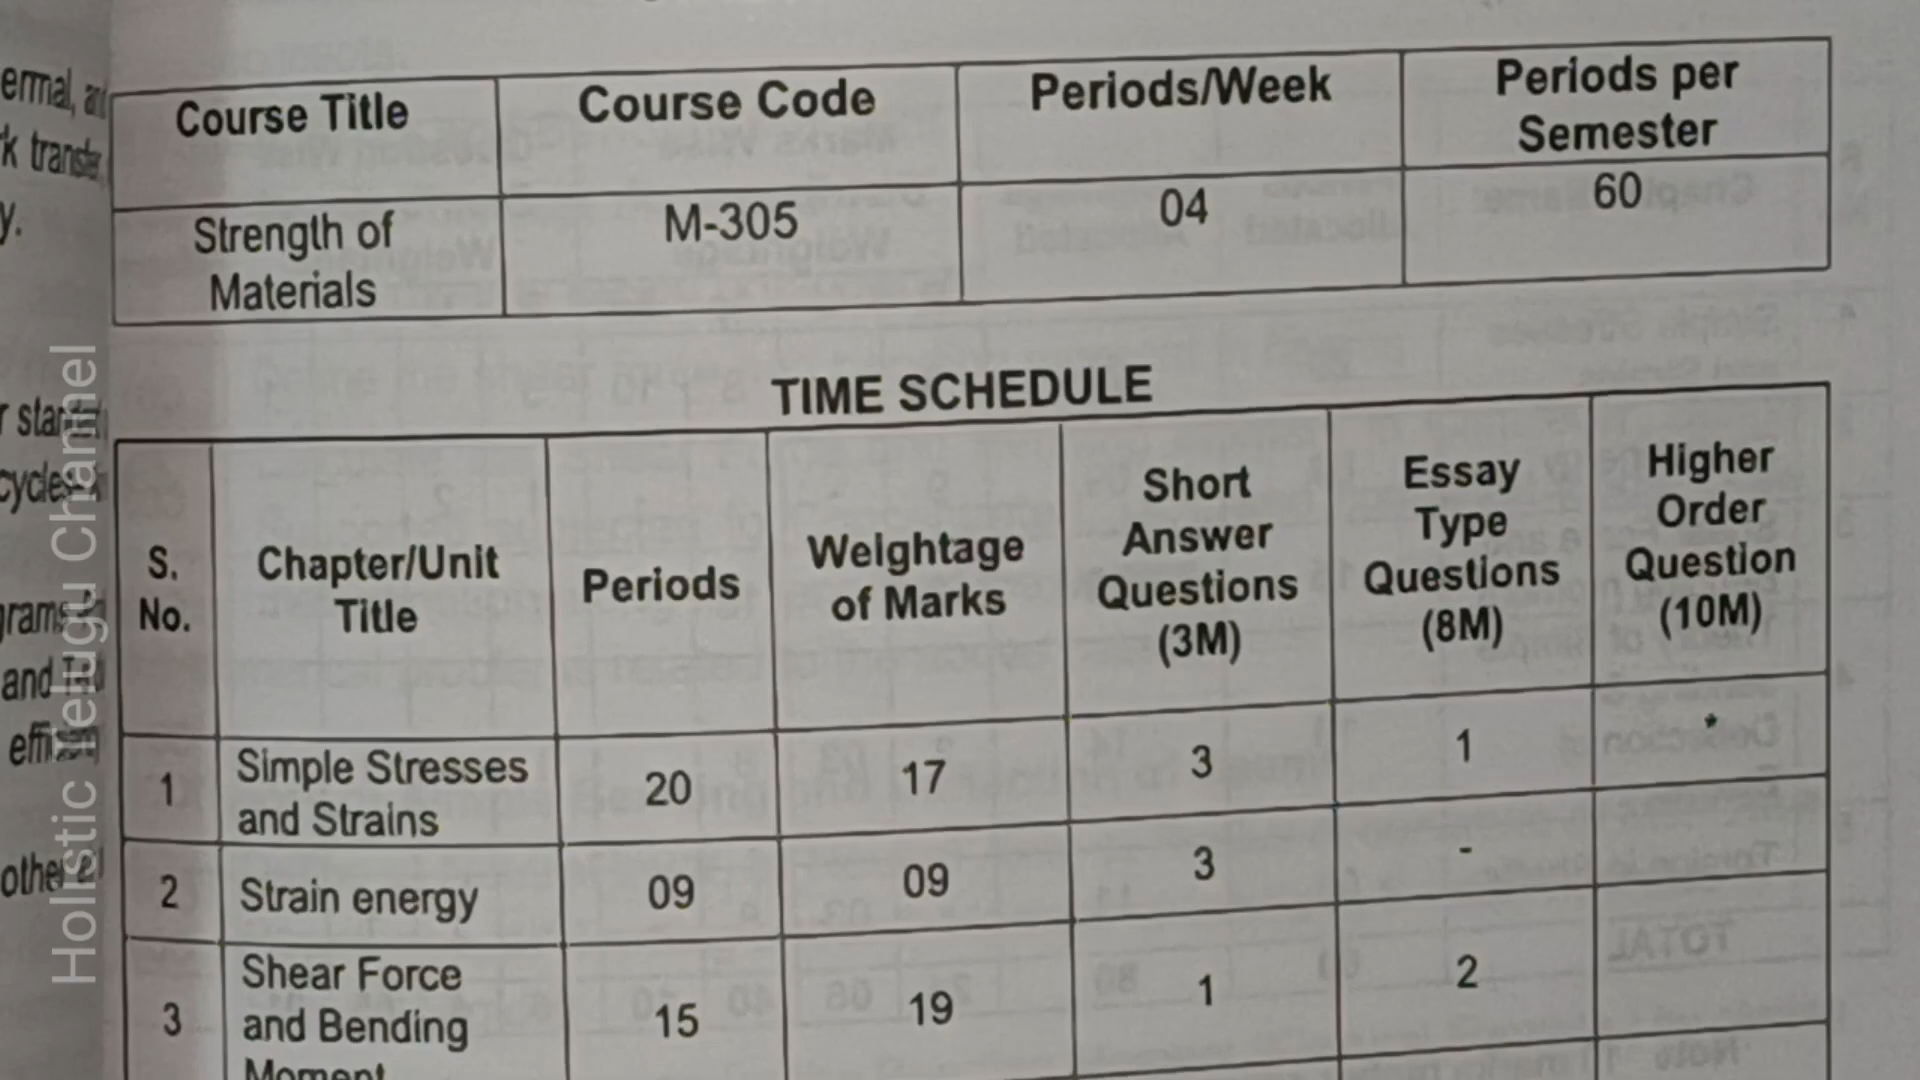 Course Title
Course Code
Periods/Week
Periods per
Semester
Strength of
Materials
M-305
04
60
TIME SCHEDULE
S.
No.
Chapter/Unit
Title
Periods
Weightage
of Marks
Short
Answer
Questions
(3M)
Essay
Type
Questions
(8M)
Higher
Order
Question
(10M)
1
Simple Stresses
and Strains
20
17
3
1
*
2
Strain energy
09
09
3
-
3
Shear Force
and Bending
Moment
15
19
1
2
Holistic Telugu Channel